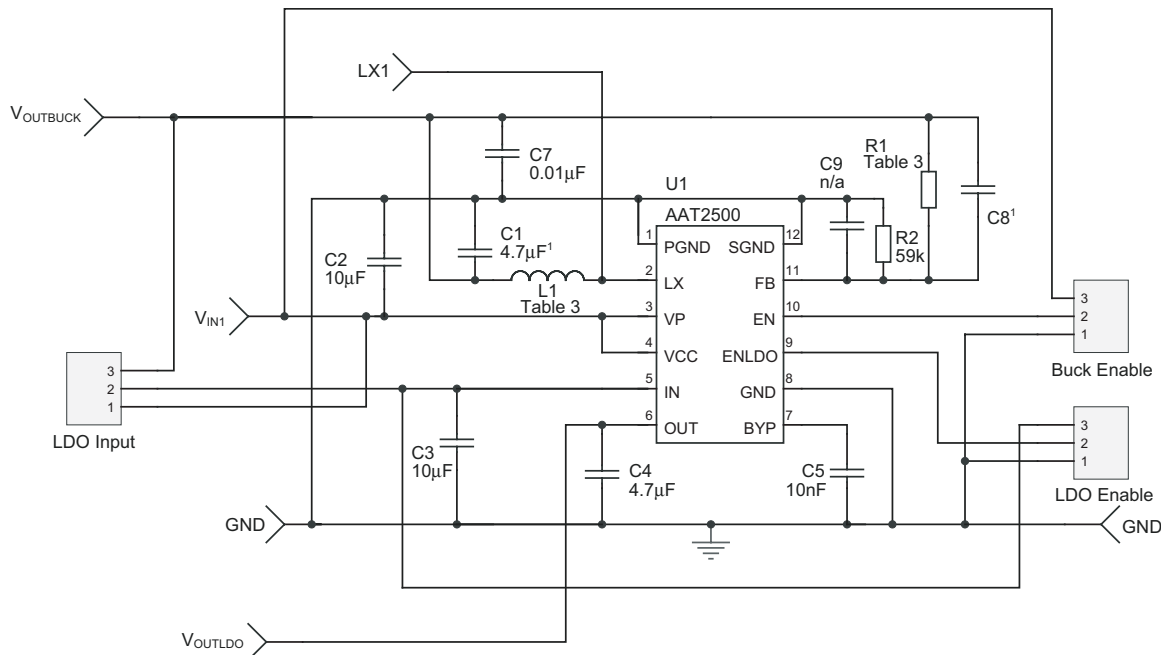 LX1
VOUTBUCK
C7
0.01μF
R1
Table 3
C9
n/a
U1
AAT2500
C8¹
C1
4.7μF¹
C2
10μF
R2
59k
1 PGND SGND 12
2 LX FB 11
L1
Table 3
3 VP EN 10
4 VCC ENLDO 9
5 IN GND 8
6 OUT BYP 7
VIN1
3
2
1
Buck Enable
3
2
1
LDO Input
3
2
1
LDO Enable
C3
10μF
C4
4.7μF
C5
10nF
GND
GND
VOUTLDO